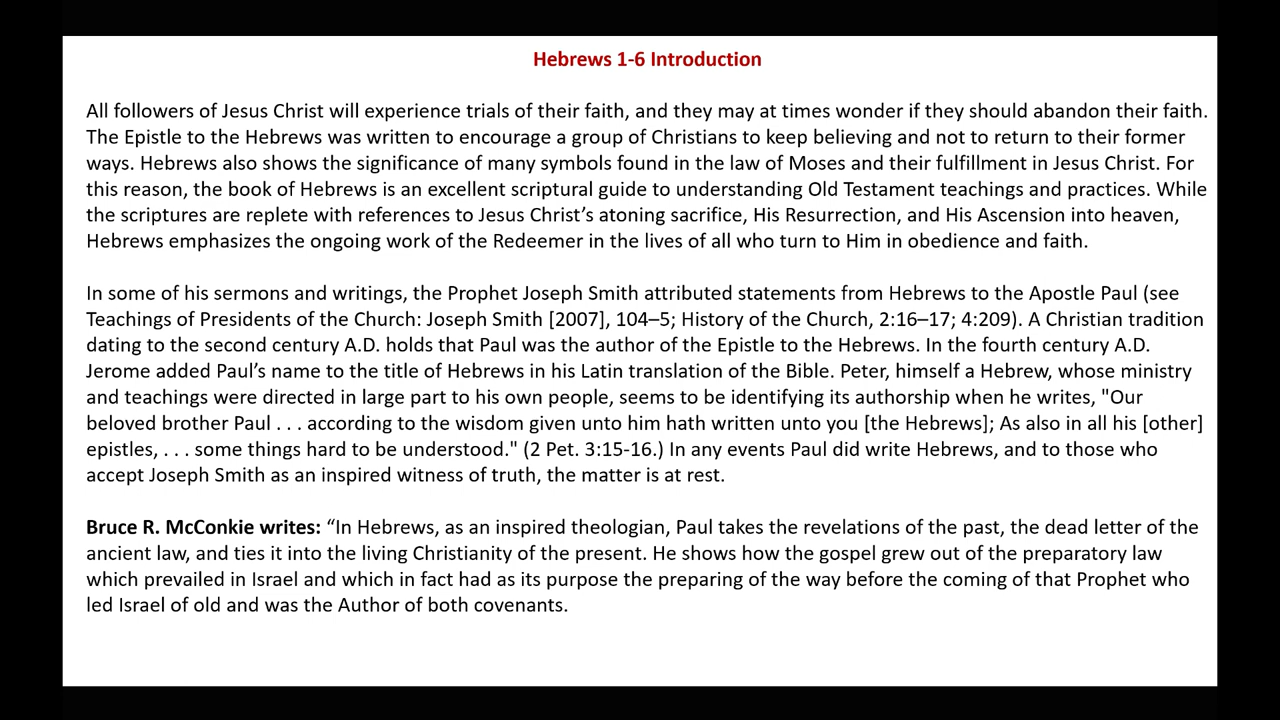 Hebrews 1-6 Introduction
All followers of Jesus Christ will experience trials of their faith, and they may at times wonder if they should abandon their faith.
The Epistle to the Hebrews was written to encourage a group of Christians to keep believing and not to return to their former
ways. Hebrews also shows the significance of many symbols found in the law of Moses and their fulfillment in Jesus Christ. For
this reason, the book of Hebrews is an excellent scriptural guide to understanding Old Testament teachings and practices. While
the scriptures are replete with references to Jesus Christ’s atoning sacrifice, His Resurrection, and His Ascension into heaven,
Hebrews emphasizes the ongoing work of the Redeemer in the lives of all who turn to Him in obedience and faith.
In some of his sermons and writings, the Prophet Joseph Smith attributed statements from Hebrews to the Apostle Paul (see
Teachings of Presidents of the Church: Joseph Smith [2007], 104–5; History of the Church, 2:16–17; 4:209). A Christian tradition
dating to the second century A.D. holds that Paul was the author of the Epistle to the Hebrews. In the fourth century A.D.
Jerome added Paul’s name to the title of Hebrews in his Latin translation of the Bible. Peter, himself a Hebrew, whose ministry
and teachings were directed in large part to his own people, seems to be identifying its authorship when he writes, "Our
beloved brother Paul . . . according to the wisdom given unto him hath written unto you [the Hebrews]; As also in all his [other]
epistles, . . . some things hard to be understood." (2 Pet. 3:15-16.) In any events Paul did write Hebrews, and to those who
accept Joseph Smith as an inspired witness of truth, the matter is at rest.
Bruce R. McConkie writes: “In Hebrews, as an inspired theologian, Paul takes the revelations of the past, the dead letter of the
ancient law, and ties it into the living Christianity of the present. He shows how the gospel grew out of the preparatory law
which prevailed in Israel and which in fact had as its purpose the preparing of the way before the coming of that Prophet who
led Israel of old and was the Author of both covenants.